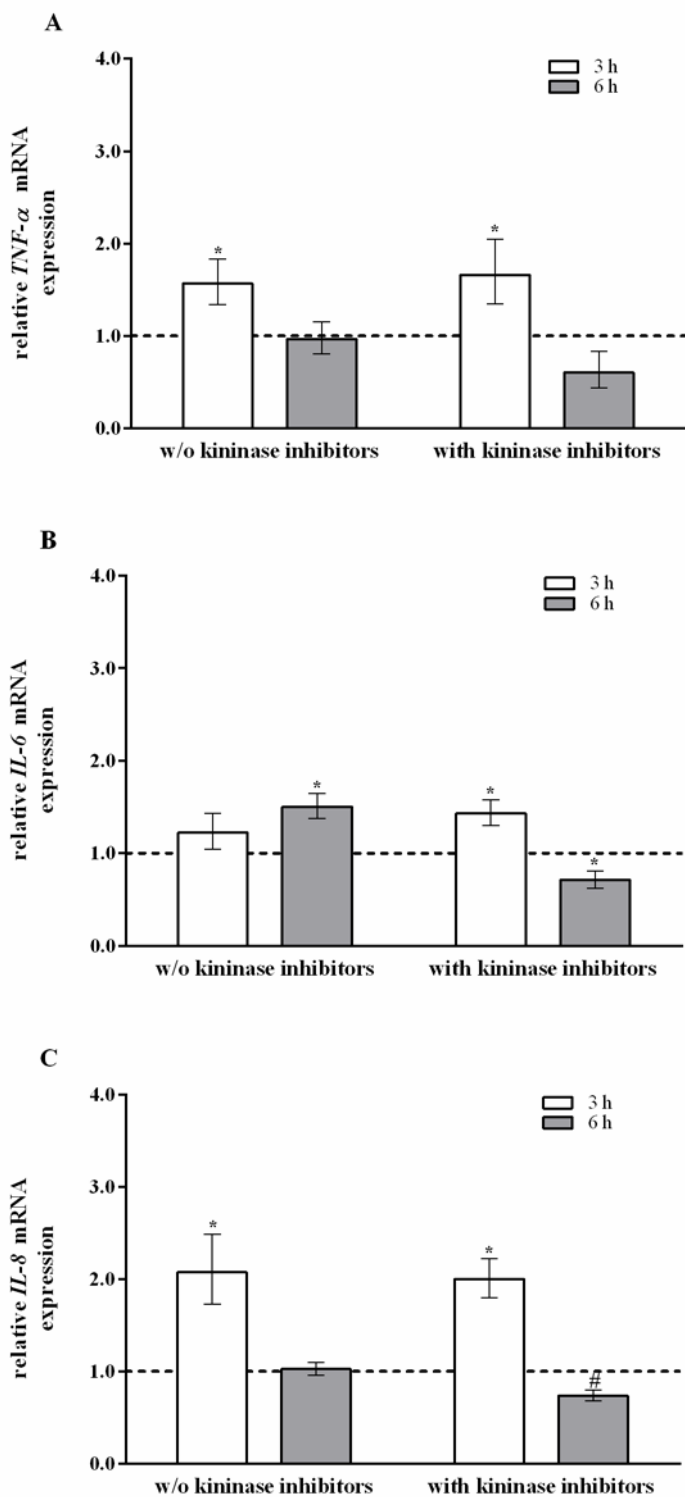 A
4.0
3 h
6 h
3.0
relative TNF-α mRNA
expression
2.0
*
*
1.0
0.0
w/o kininase inhibitors
with kininase inhibitors
B
4.0
3 h
6 h
3.0
relative IL-6 mRNA
expression
2.0
*
*
*
1.0
0.0
w/o kininase inhibitors
with kininase inhibitors
C
4.0
3 h
6 h
3.0
relative IL-8 mRNA
expression
*
*
2.0
1.0
#
0.0
w/o kininase inhibitors
with kininase inhibitors